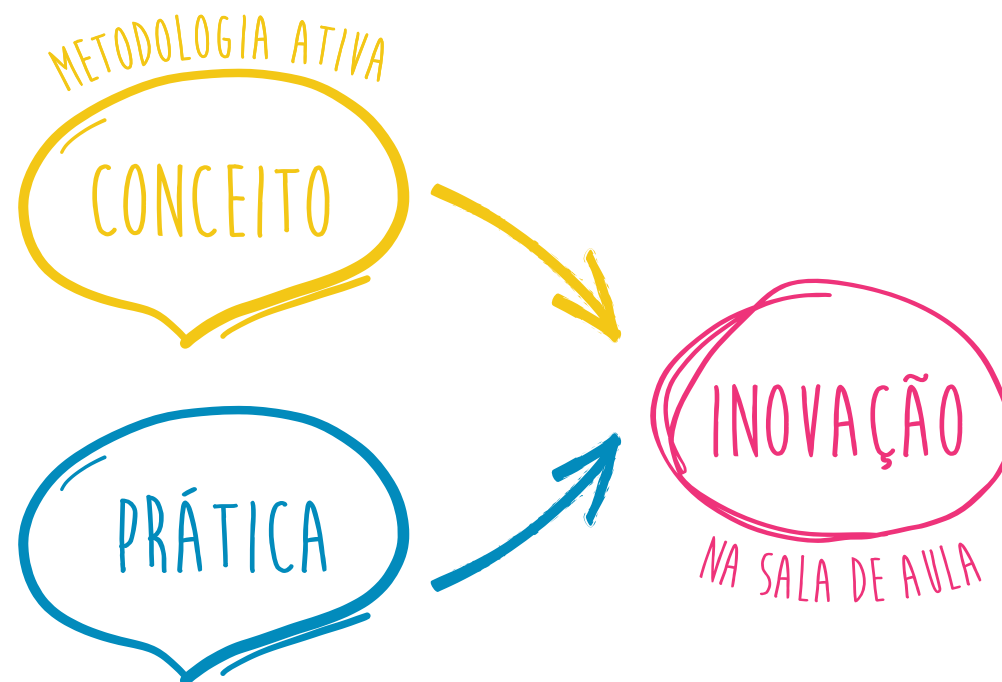 METODOLOGIA ATIVA
CONCEITO
PRÁTICA
INOVAÇÃO
NA SALA DE AULA